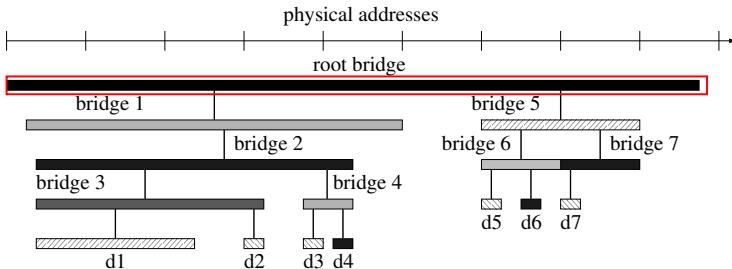 physical addresses
root bridge
bridge 1
bridge 5
bridge 2
bridge 6
bridge 7
bridge 3
bridge 4
d5
d6
d7
d1
d2
d3
d4